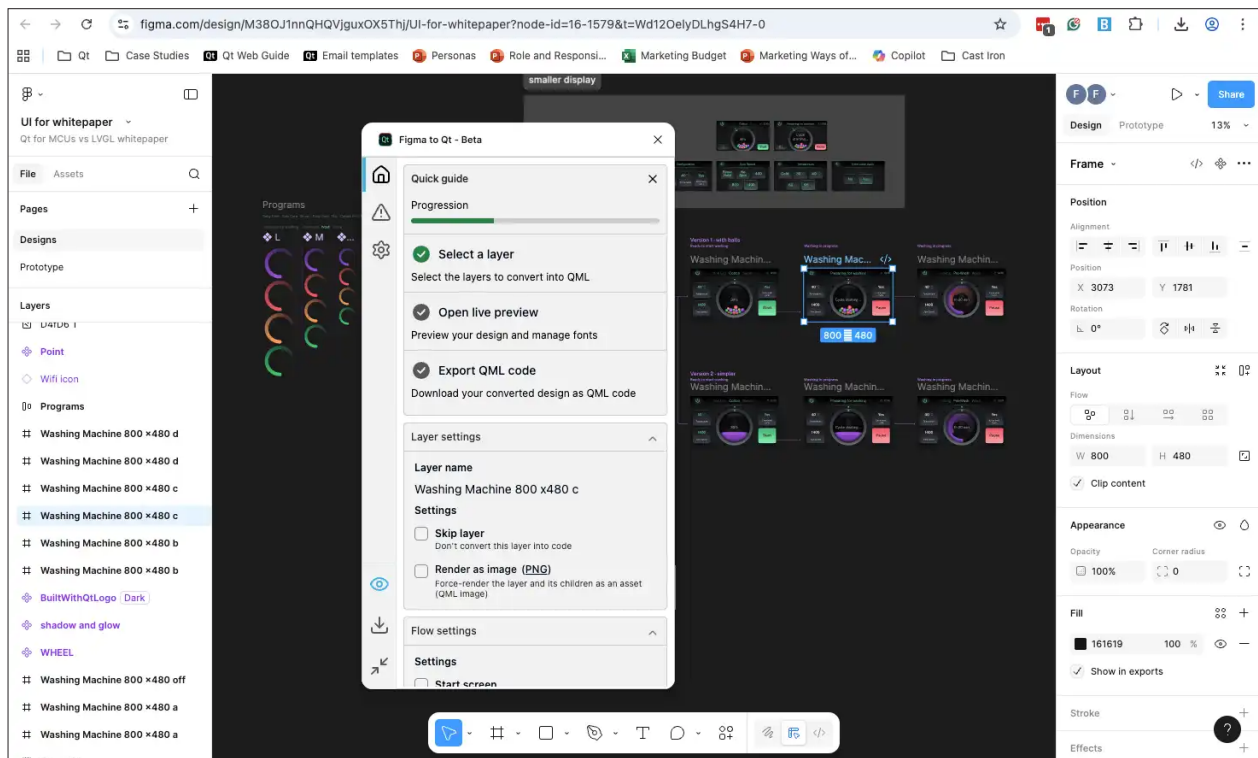 figma.com/design/M38OJ1nnQHQVjguxOX5Thj/UI-for-whitepaper?node-id=16-1579&t=Wd12OelyDLhgS4H7-0
1
Qt
Case Studies
Qt Qt Web Guide
Qt Email templates
Personas
Role and Responsi...
Marketing Budget
Marketing Ways of...
Copilot
Cast Iron
UI for whitepaper
Qt for MCUs vs LVGL whitepaper
File
Assets
Pages
Designs
Prototype
Layers
Point
Wifi icon
Programs
Washing Machine 800 ×480 d
Washing Machine 800 ×480 d
Washing Machine 800 ×480 c
Washing Machine 800 ×480 c
Washing Machine 800 ×480 b
Washing Machine 800 ×480 b
BuiltWithQtLogo Dark
shadow and glow
WHEEL
Washing Machine 800 ×480 off
Washing Machine 800 ×480 a
Washing Machine 800 ×480 a
smaller display
Programs
L
M
Qt Figma to Qt - Beta
Quick guide
Progression
Select a layer
Select the layers to convert into QML
Open live preview
Preview your design and manage fonts
Export QML code
Download your converted design as QML code
Layer settings
Layer name
Washing Machine 800 x480 c
Settings
Skip layer
Don't convert this layer into code
Render as image (PNG)
Force-render the layer and its children as an asset
(QML image)
Flow settings
Settings
Start screen
Version 1 - with balls
Washing Machin...
Washing Mac...
Washing Machin...
800 480
Version 2 - simpler
Washing Machin...
Washing Machin...
Washing Machin...
F F
Share
Design
Prototype
13%
Frame
Position
Alignment
Position
X 3073
Y 1781
Rotation
0°
Layout
Flow
Dimensions
W 800
H 480
Clip content
Appearance
Opacity
Corner radius
100%
0
Fill
161619
100 %
Show in exports
Stroke
Effects
?